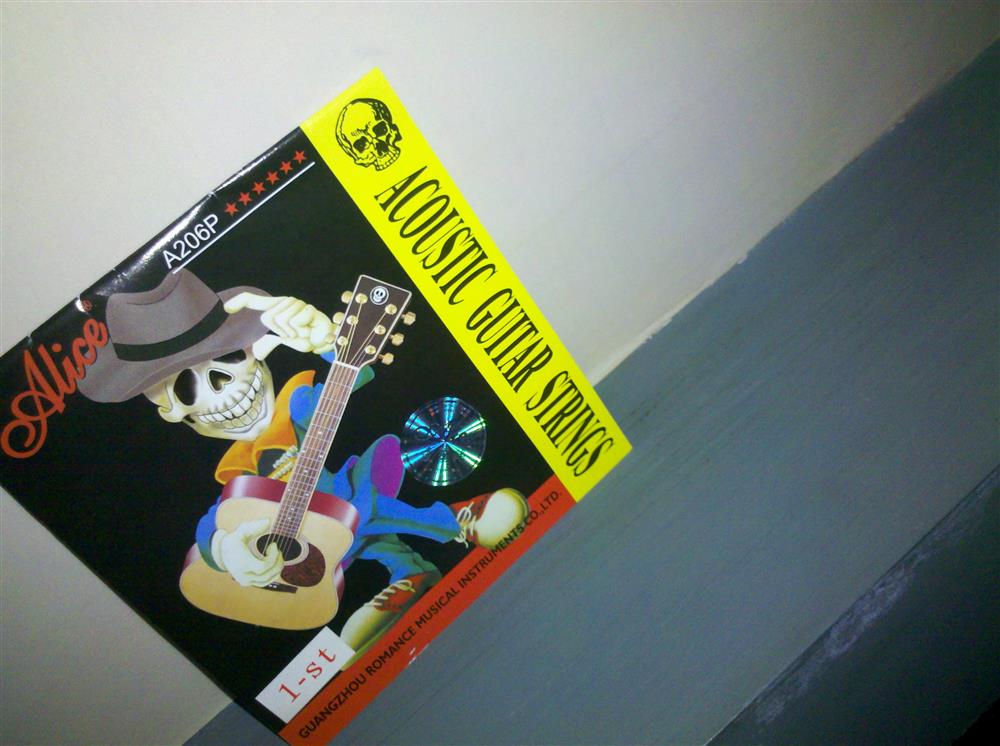 ACOUSTIC GUITAR STRINGS
A206P
Alice®
1-st
GUANGZHOU ROMANCE MUSICAL INSTRUMENTS CO.,LTD.